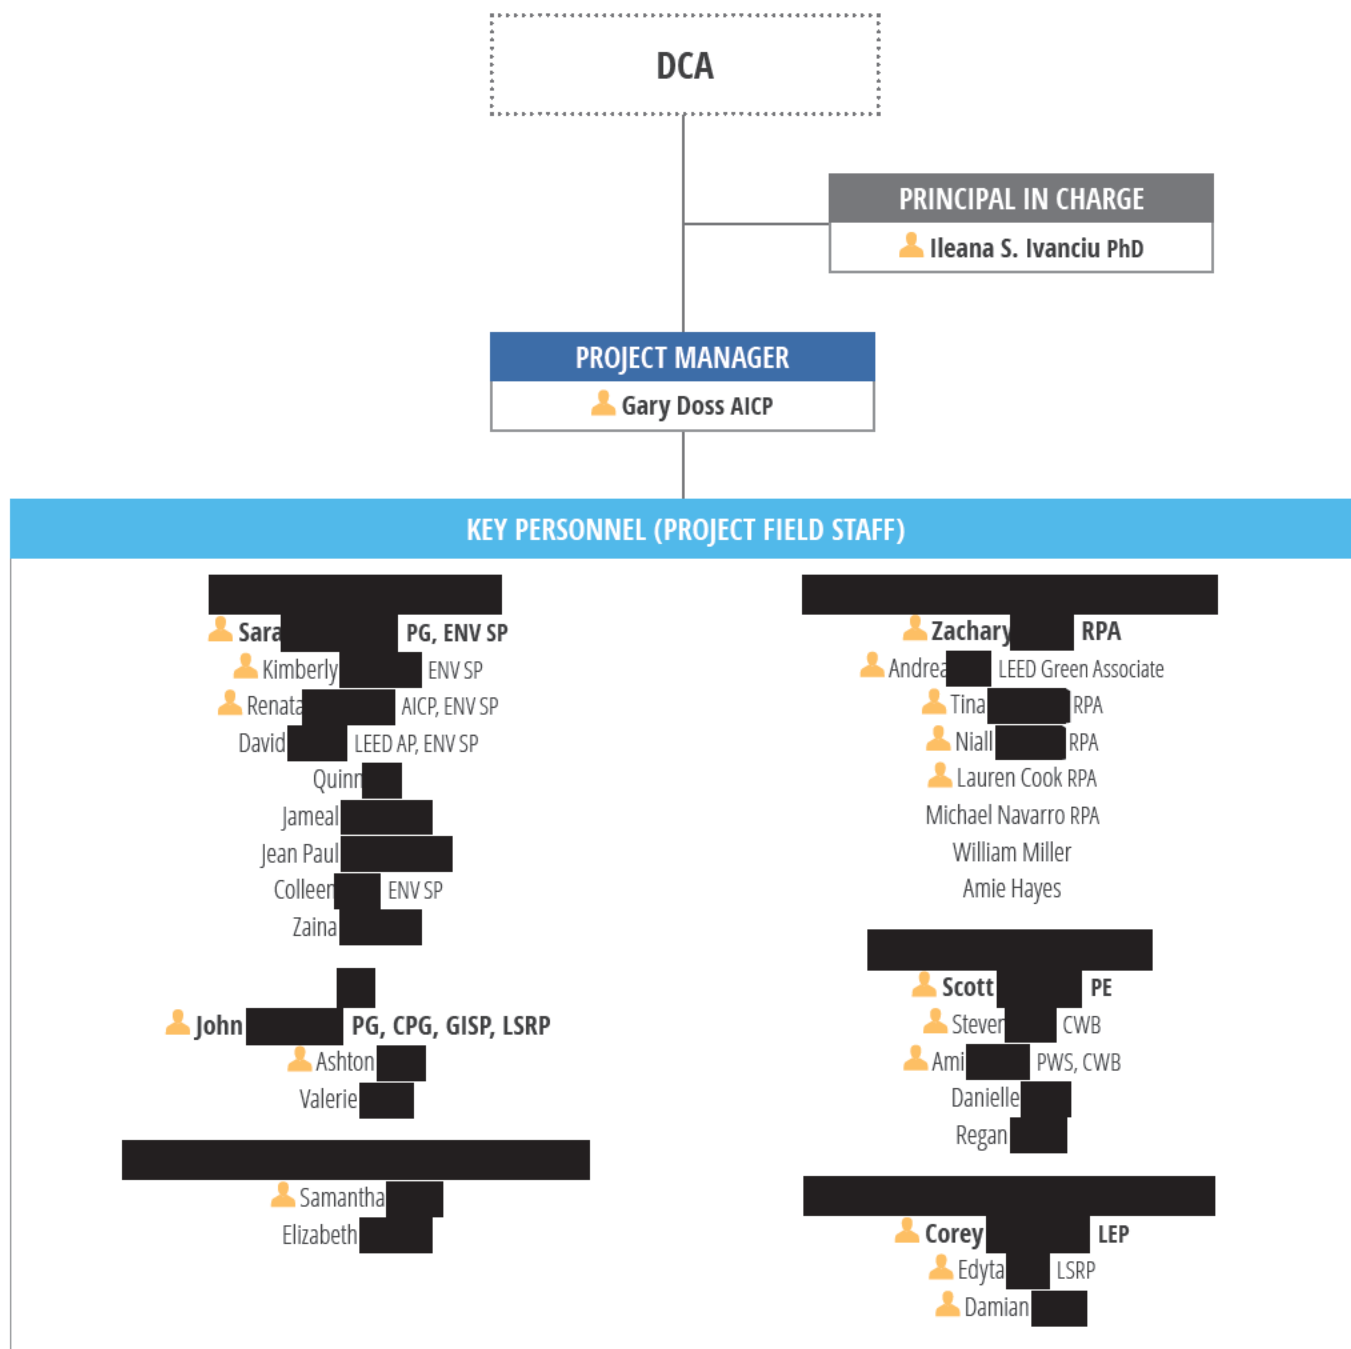 DCA
PRINCIPAL IN CHARGE
Ileana S. Ivanciu PhD
PROJECT MANAGER
Gary Doss AICP
KEY PERSONNEL (PROJECT FIELD STAFF)
Sara PG, ENV SP
Kimberly ENV SP
Renata AICP, ENV SP
David LEED AP, ENV SP
Quinn
Jameal
Jean Paul
Colleen ENV SP
Zaina
John PG, CPG, GISP, LSRP
Ashton
Valerie
Samantha
Elizabeth
Zachary RPA
Andrea LEED Green Associate
Tina RPA
Niall RPA
Lauren Cook RPA
Michael Navarro RPA
William Miller
Amie Hayes
Scott PE
Steven CWB
Ami PWS, CWB
Danielle
Regan
Corey LEP
Edyta LSRP
Damian